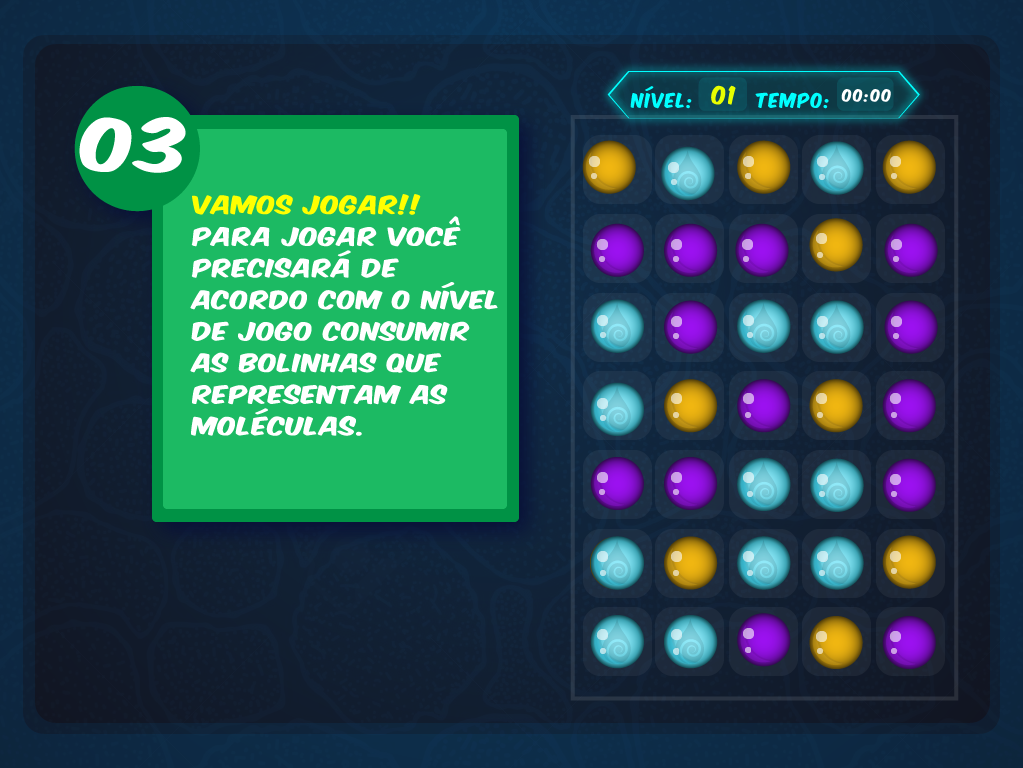 NÍVEL: 01 TEMPO: 00:00
03
VAMOS JOGAR!!
PARA JOGAR VOCÊ
PRECISARÁ DE
ACORDO COM O NÍVEL
DE JOGO CONSUMIR
AS BOLINHAS QUE
REPRESENTAM AS
MOLÉCULAS.